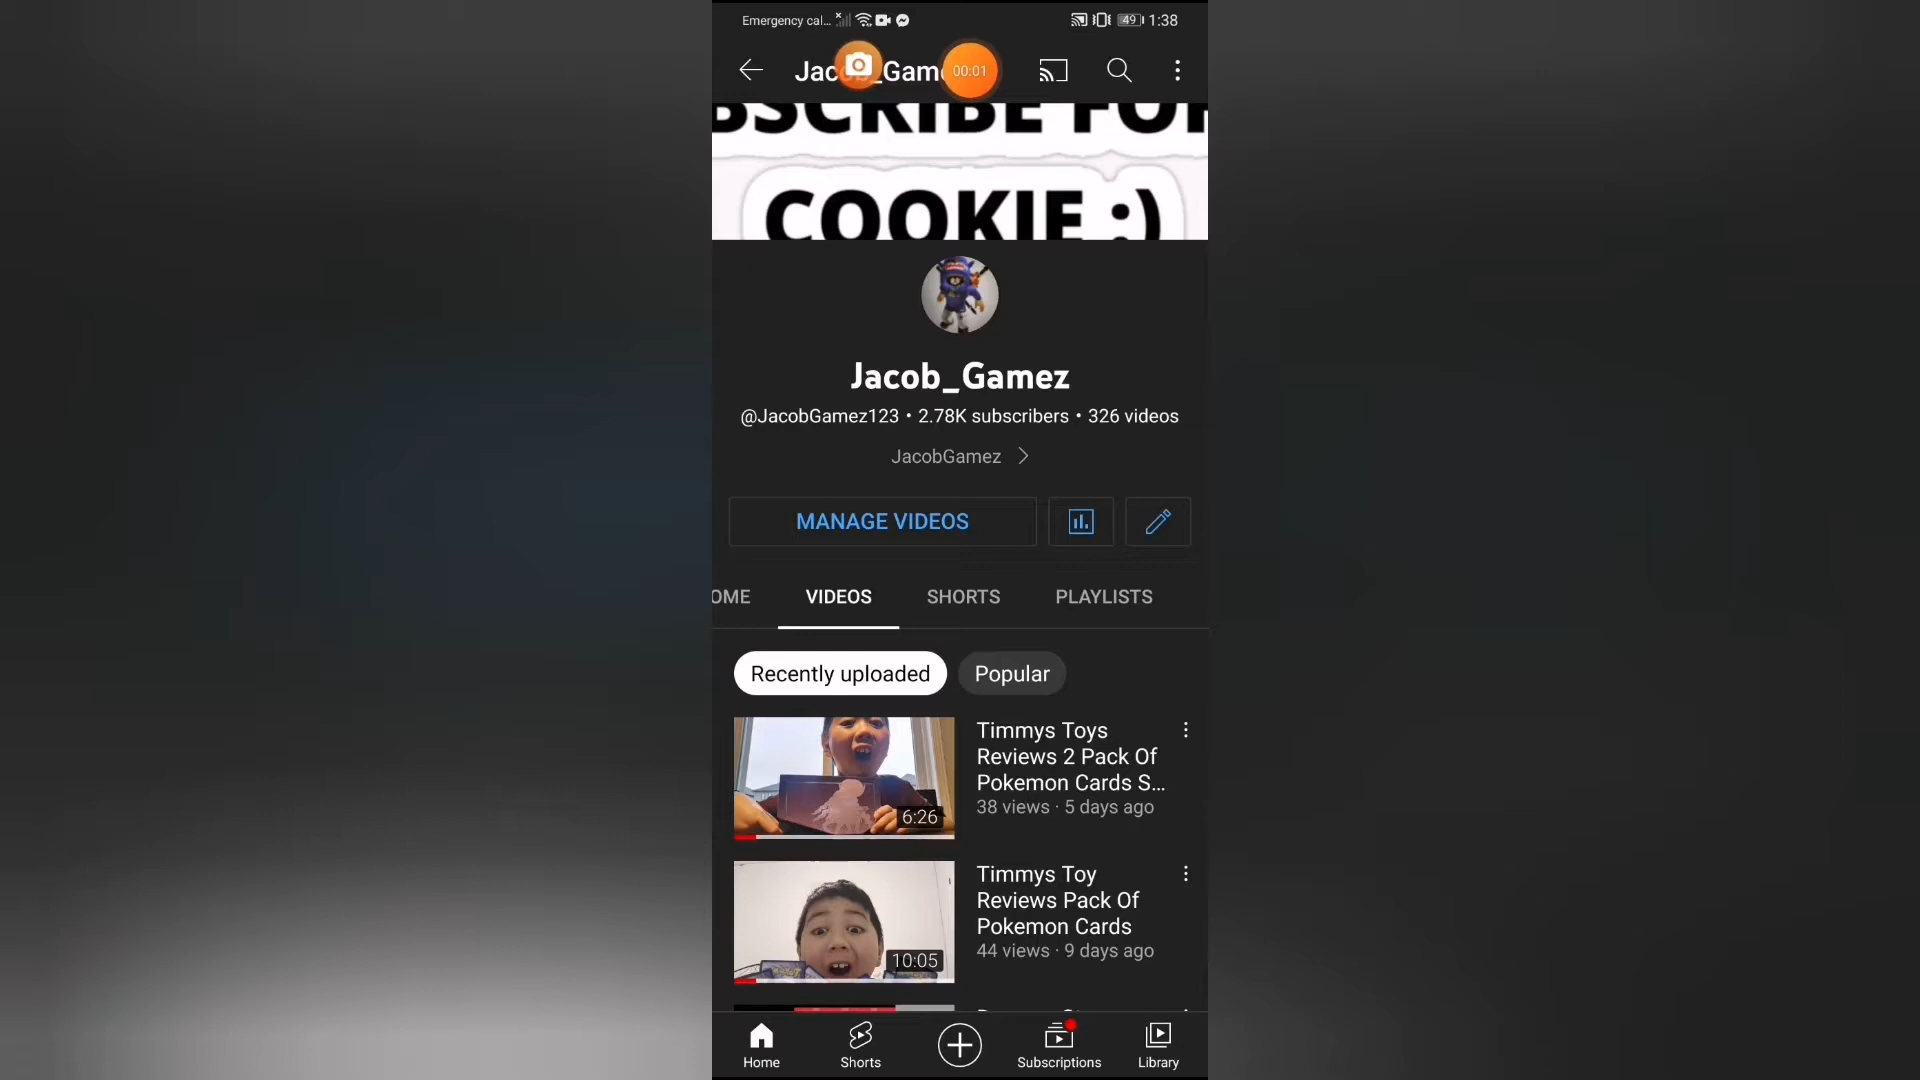 Emergency cal... 49 1:38
00:01
BSCRIBE FOR
COOKIE :)
Jacob_Gamez
@JacobGamez123 • 2.78K subscribers • 326 videos
JacobGamez
MANAGE VIDEOS
OME VIDEOS SHORTS PLAYLISTS
Recently uploaded Popular
Timmys Toys
Reviews 2 Pack Of
Pokemon Cards S...
38 views · 5 days ago
6:26
Timmys Toy
Reviews Pack Of
Pokemon Cards
44 views · 9 days ago
10:05
Home Shorts Subscriptions Library